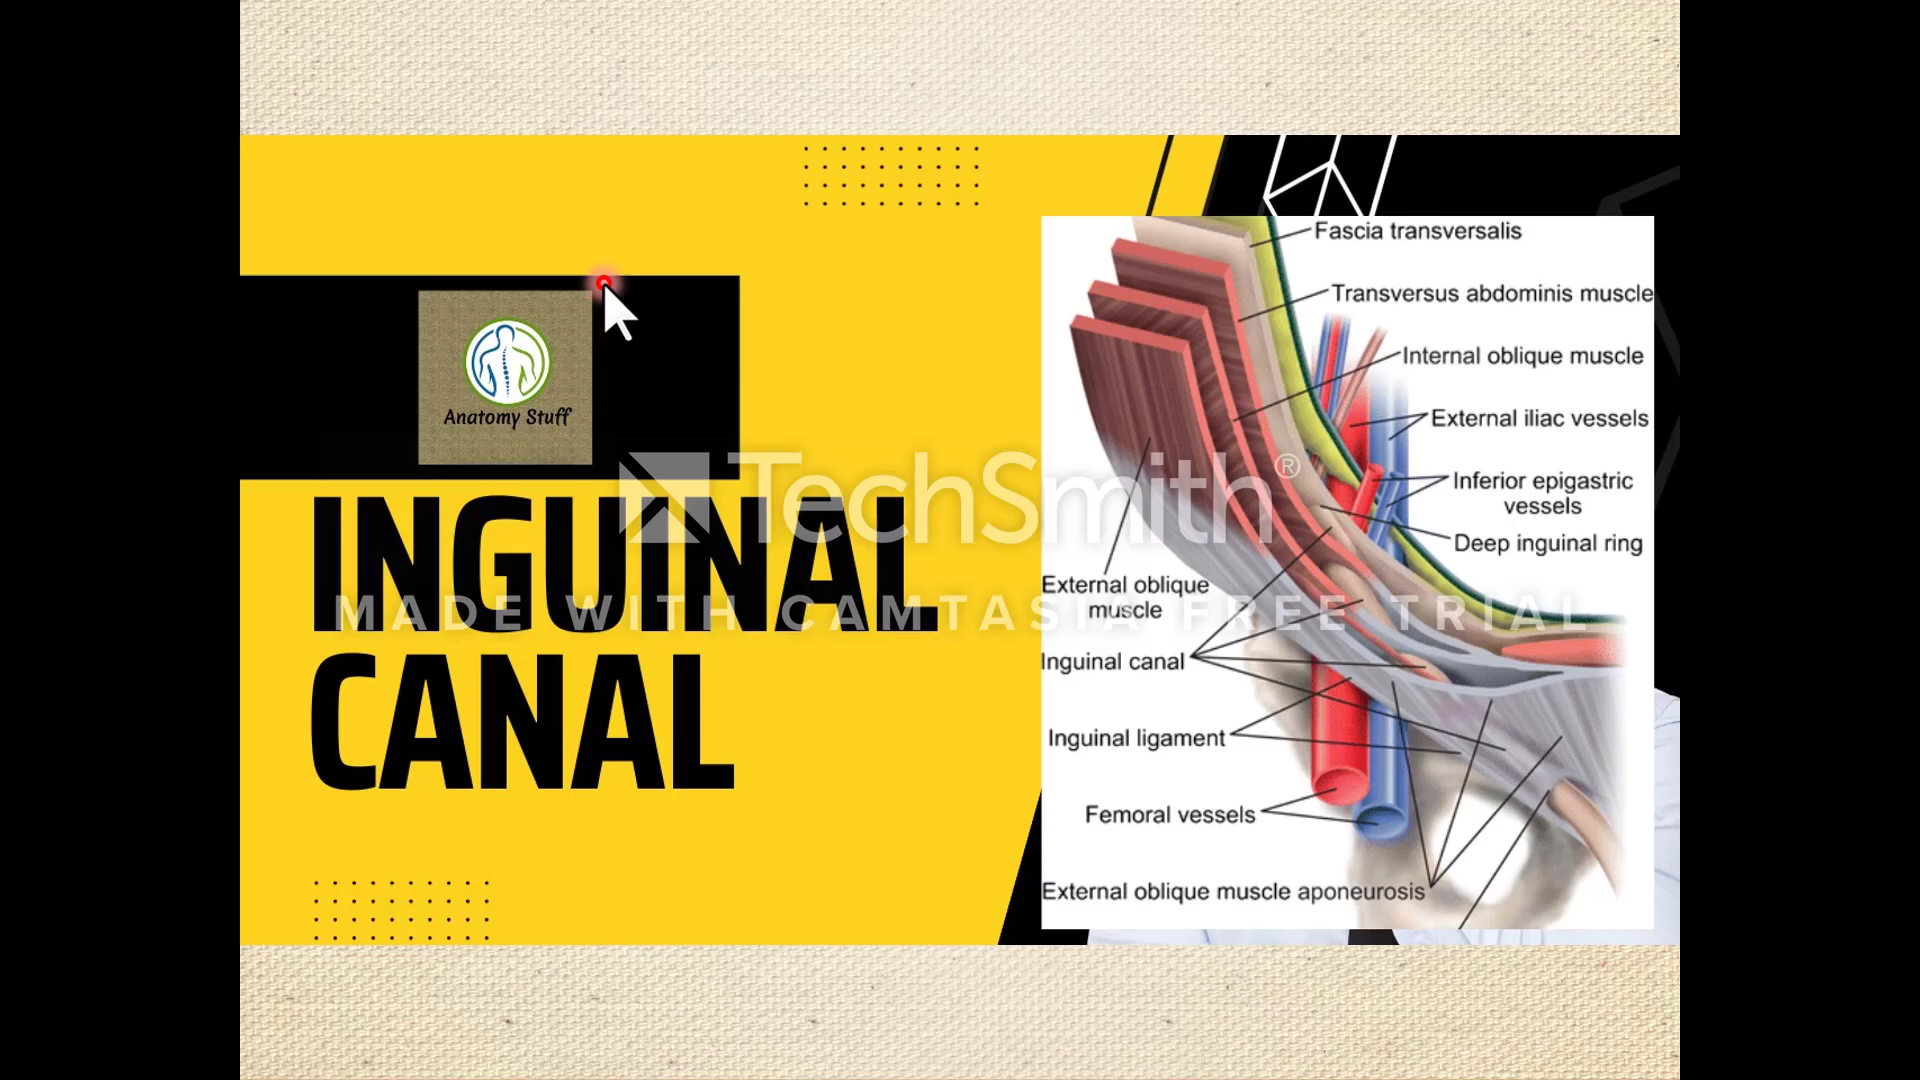 Anatomy Stuff
INGUINAL
CANAL
TechSmith®
MADE WITH CAMTASIA FREE TRIAL
Fascia transversalis
Transversus abdominis muscle
Internal oblique muscle
External iliac vessels
Inferior epigastric
vessels
Deep inguinal ring
External oblique
muscle
Inguinal canal
Inguinal ligament
Femoral vessels
External oblique muscle aponeurosis